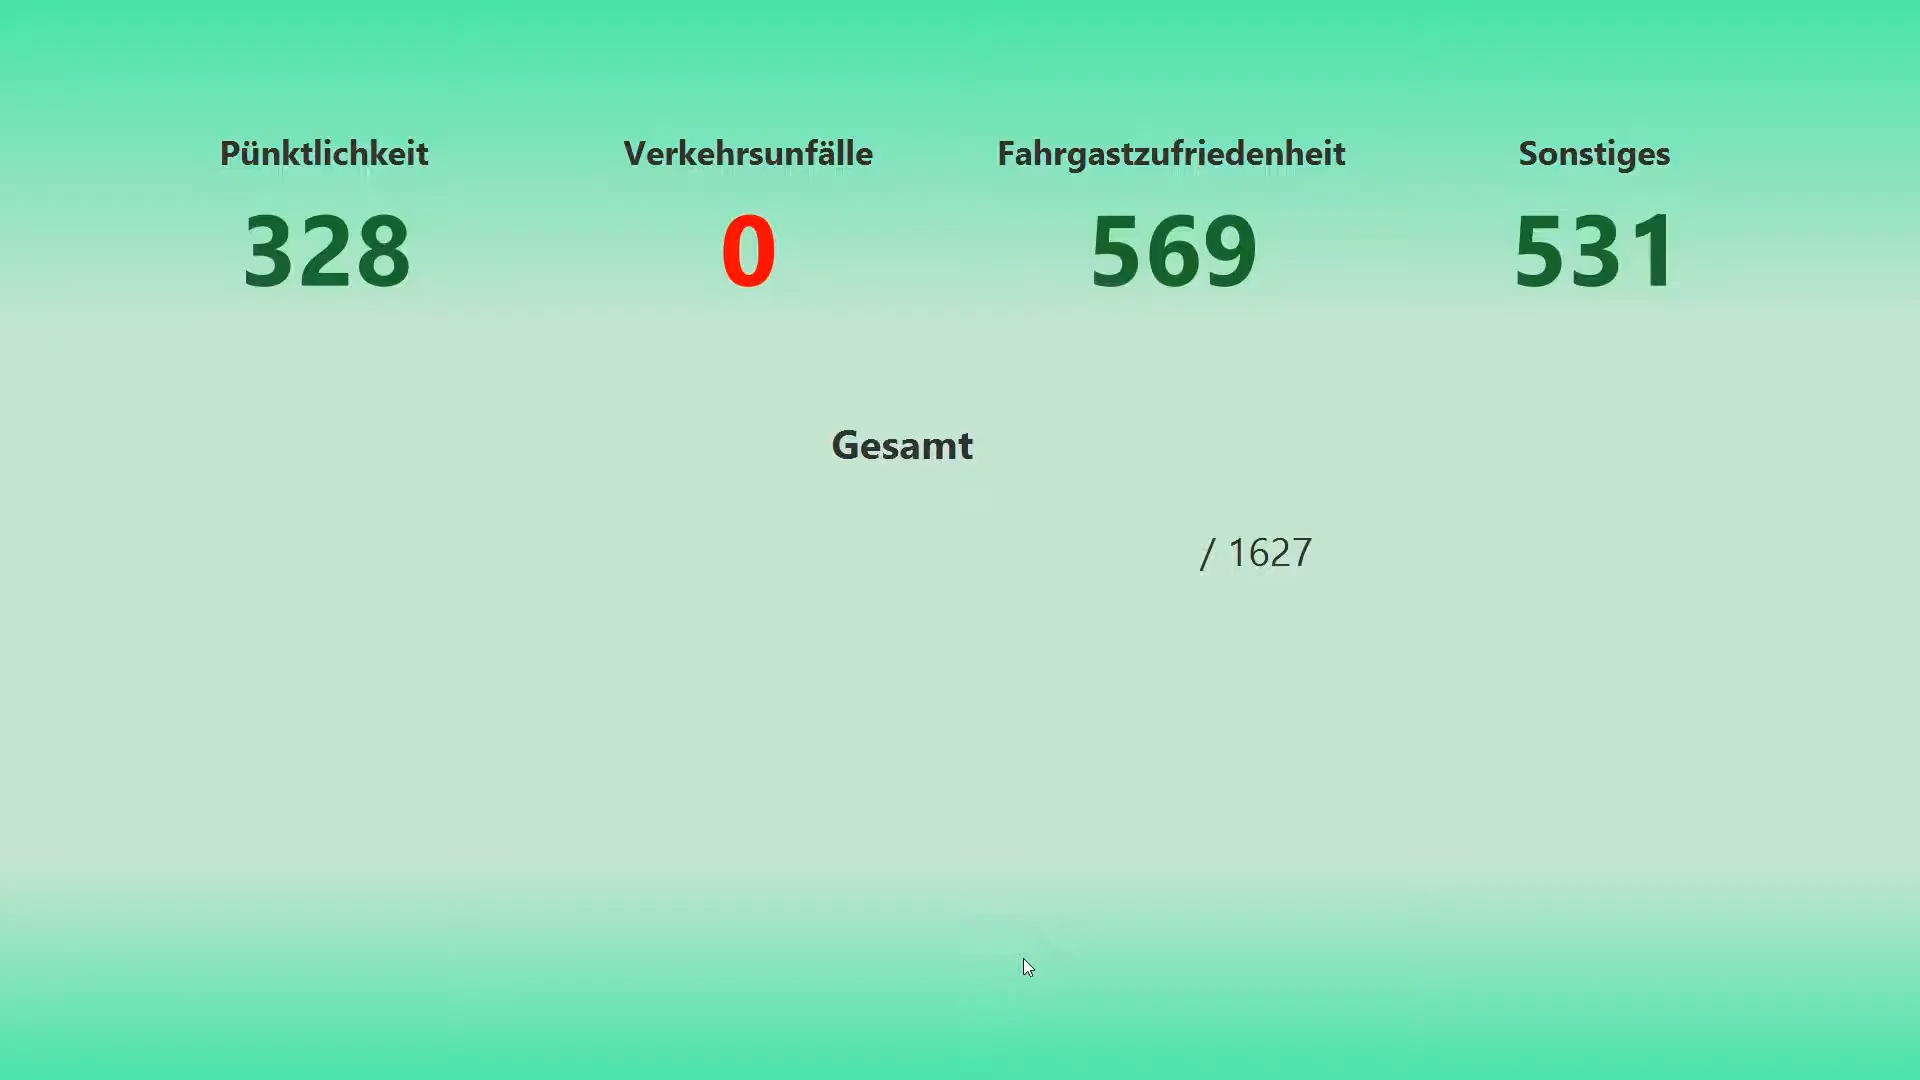 Pünktlichkeit Verkehrsunfälle Fahrgastzufriedenheit Sonstiges
328 0 569 531
Gesamt
/ 1627